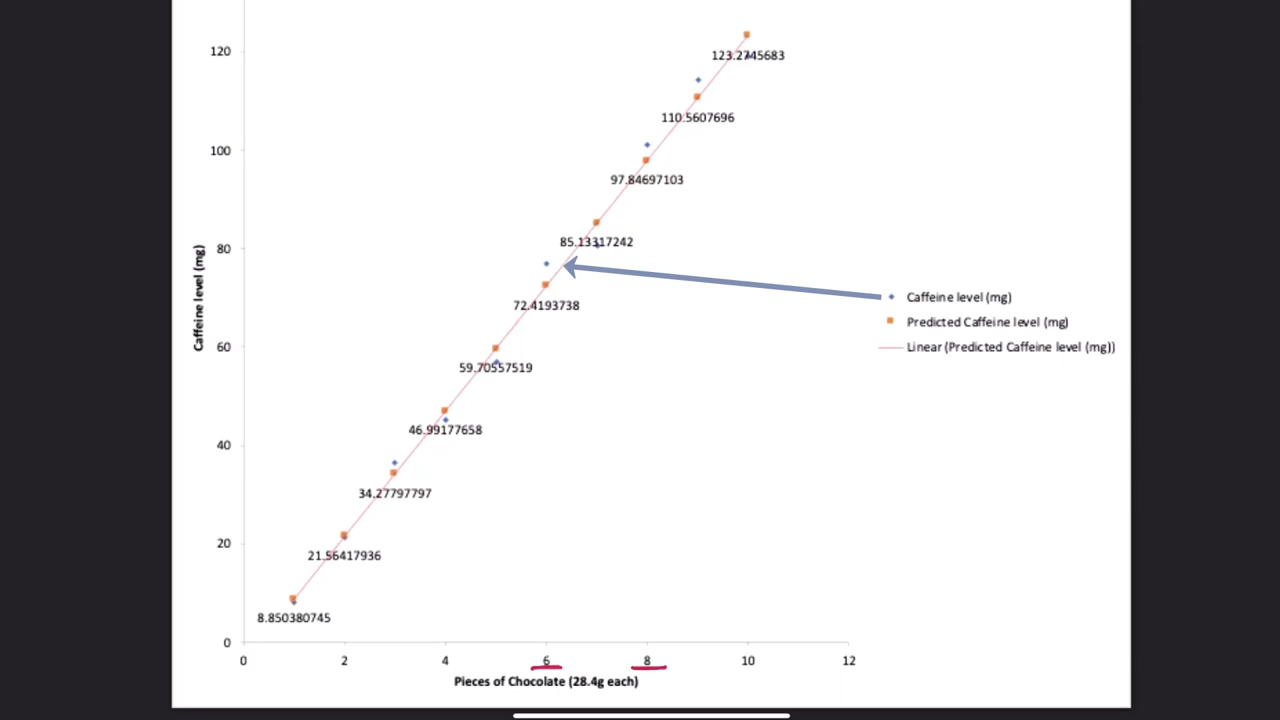 120
123.2745683
110.5607696
100
97.84697103
85.13317242
80
72.4193738
60
59.70557519
46.99177658
40
34.27797797
21.56417936
20
8.850380745
0
0 2 4 6 8 10 12
Pieces of Chocolate (28.4g each)
Caffeine level (mg)
Caffeine level (mg)
Predicted Caffeine level (mg)
Linear (Predicted Caffeine level (mg))